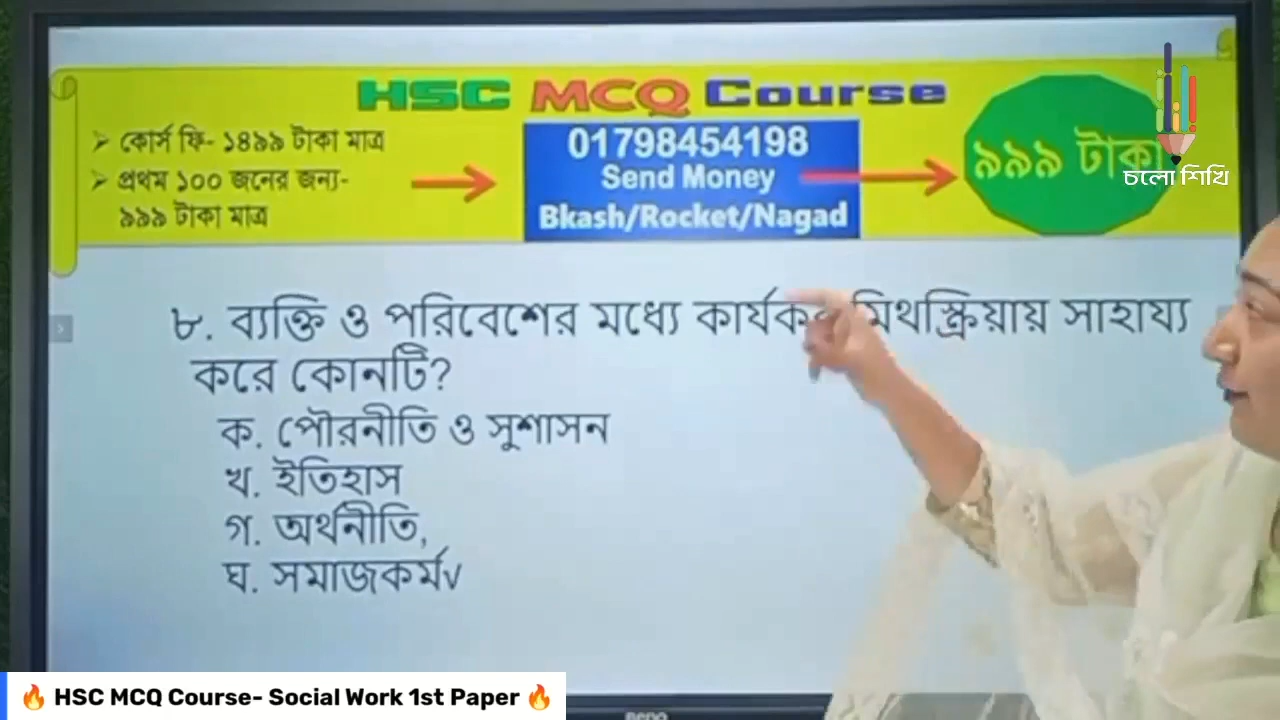 HSC MCQ Course
➢ কোর্স ফি- ১৪৯৯ টাকা মাত্র
➢ প্রথম ১০০ জনের জন্য-
৯৯৯ টাকা মাত্র
01798454198
Send Money
Bkash/Rocket/Nagad
৯৯৯ টাকা
চলো শিখি
৮. ব্যক্তি ও পরিবেশের মধ্যে কার্যকর মিথস্ক্রিয়ায় সাহায্য
করে কোনটি?
ক. পৌরনীতি ও সুশাসন
খ. ইতিহাস
গ. অর্থনীতি,
ঘ. সমাজকর্ম√
🔥 HSC MCQ Course- Social Work 1st Paper 🔥